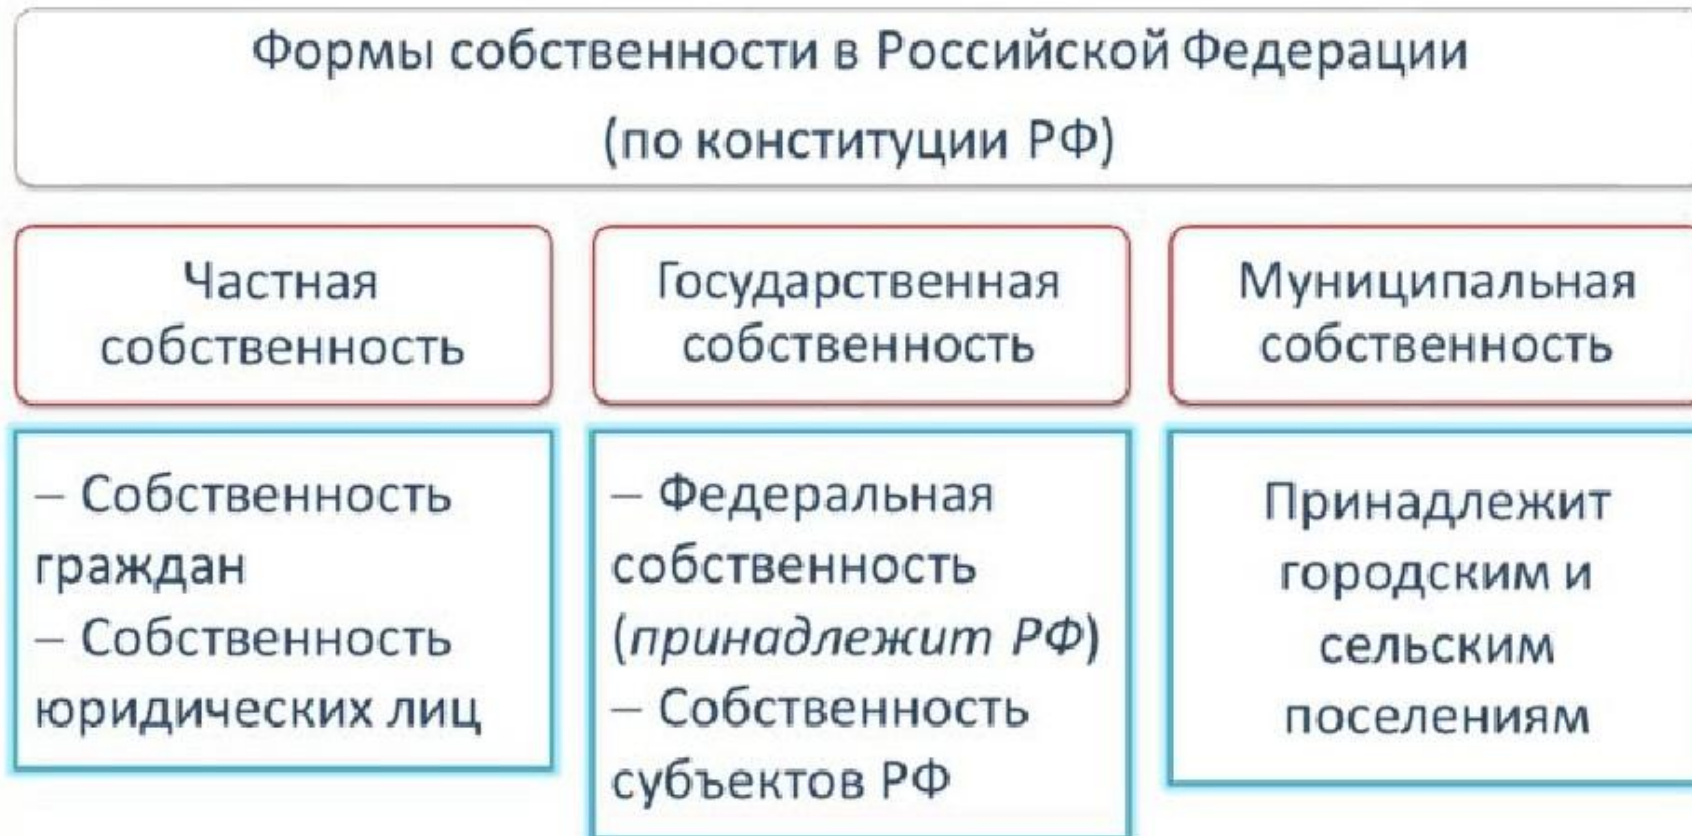 Формы собственности в Российской Федерации
(по конституции РФ)
Частная
собственность
– Собственность
граждан
– Собственность
юридических лиц
Государственная
собственность
– Федеральная
собственность
(принадлежит РФ)
– Собственность
субъектов РФ
Муниципальная
собственность
Принадлежит
городским и
сельским
поселениям